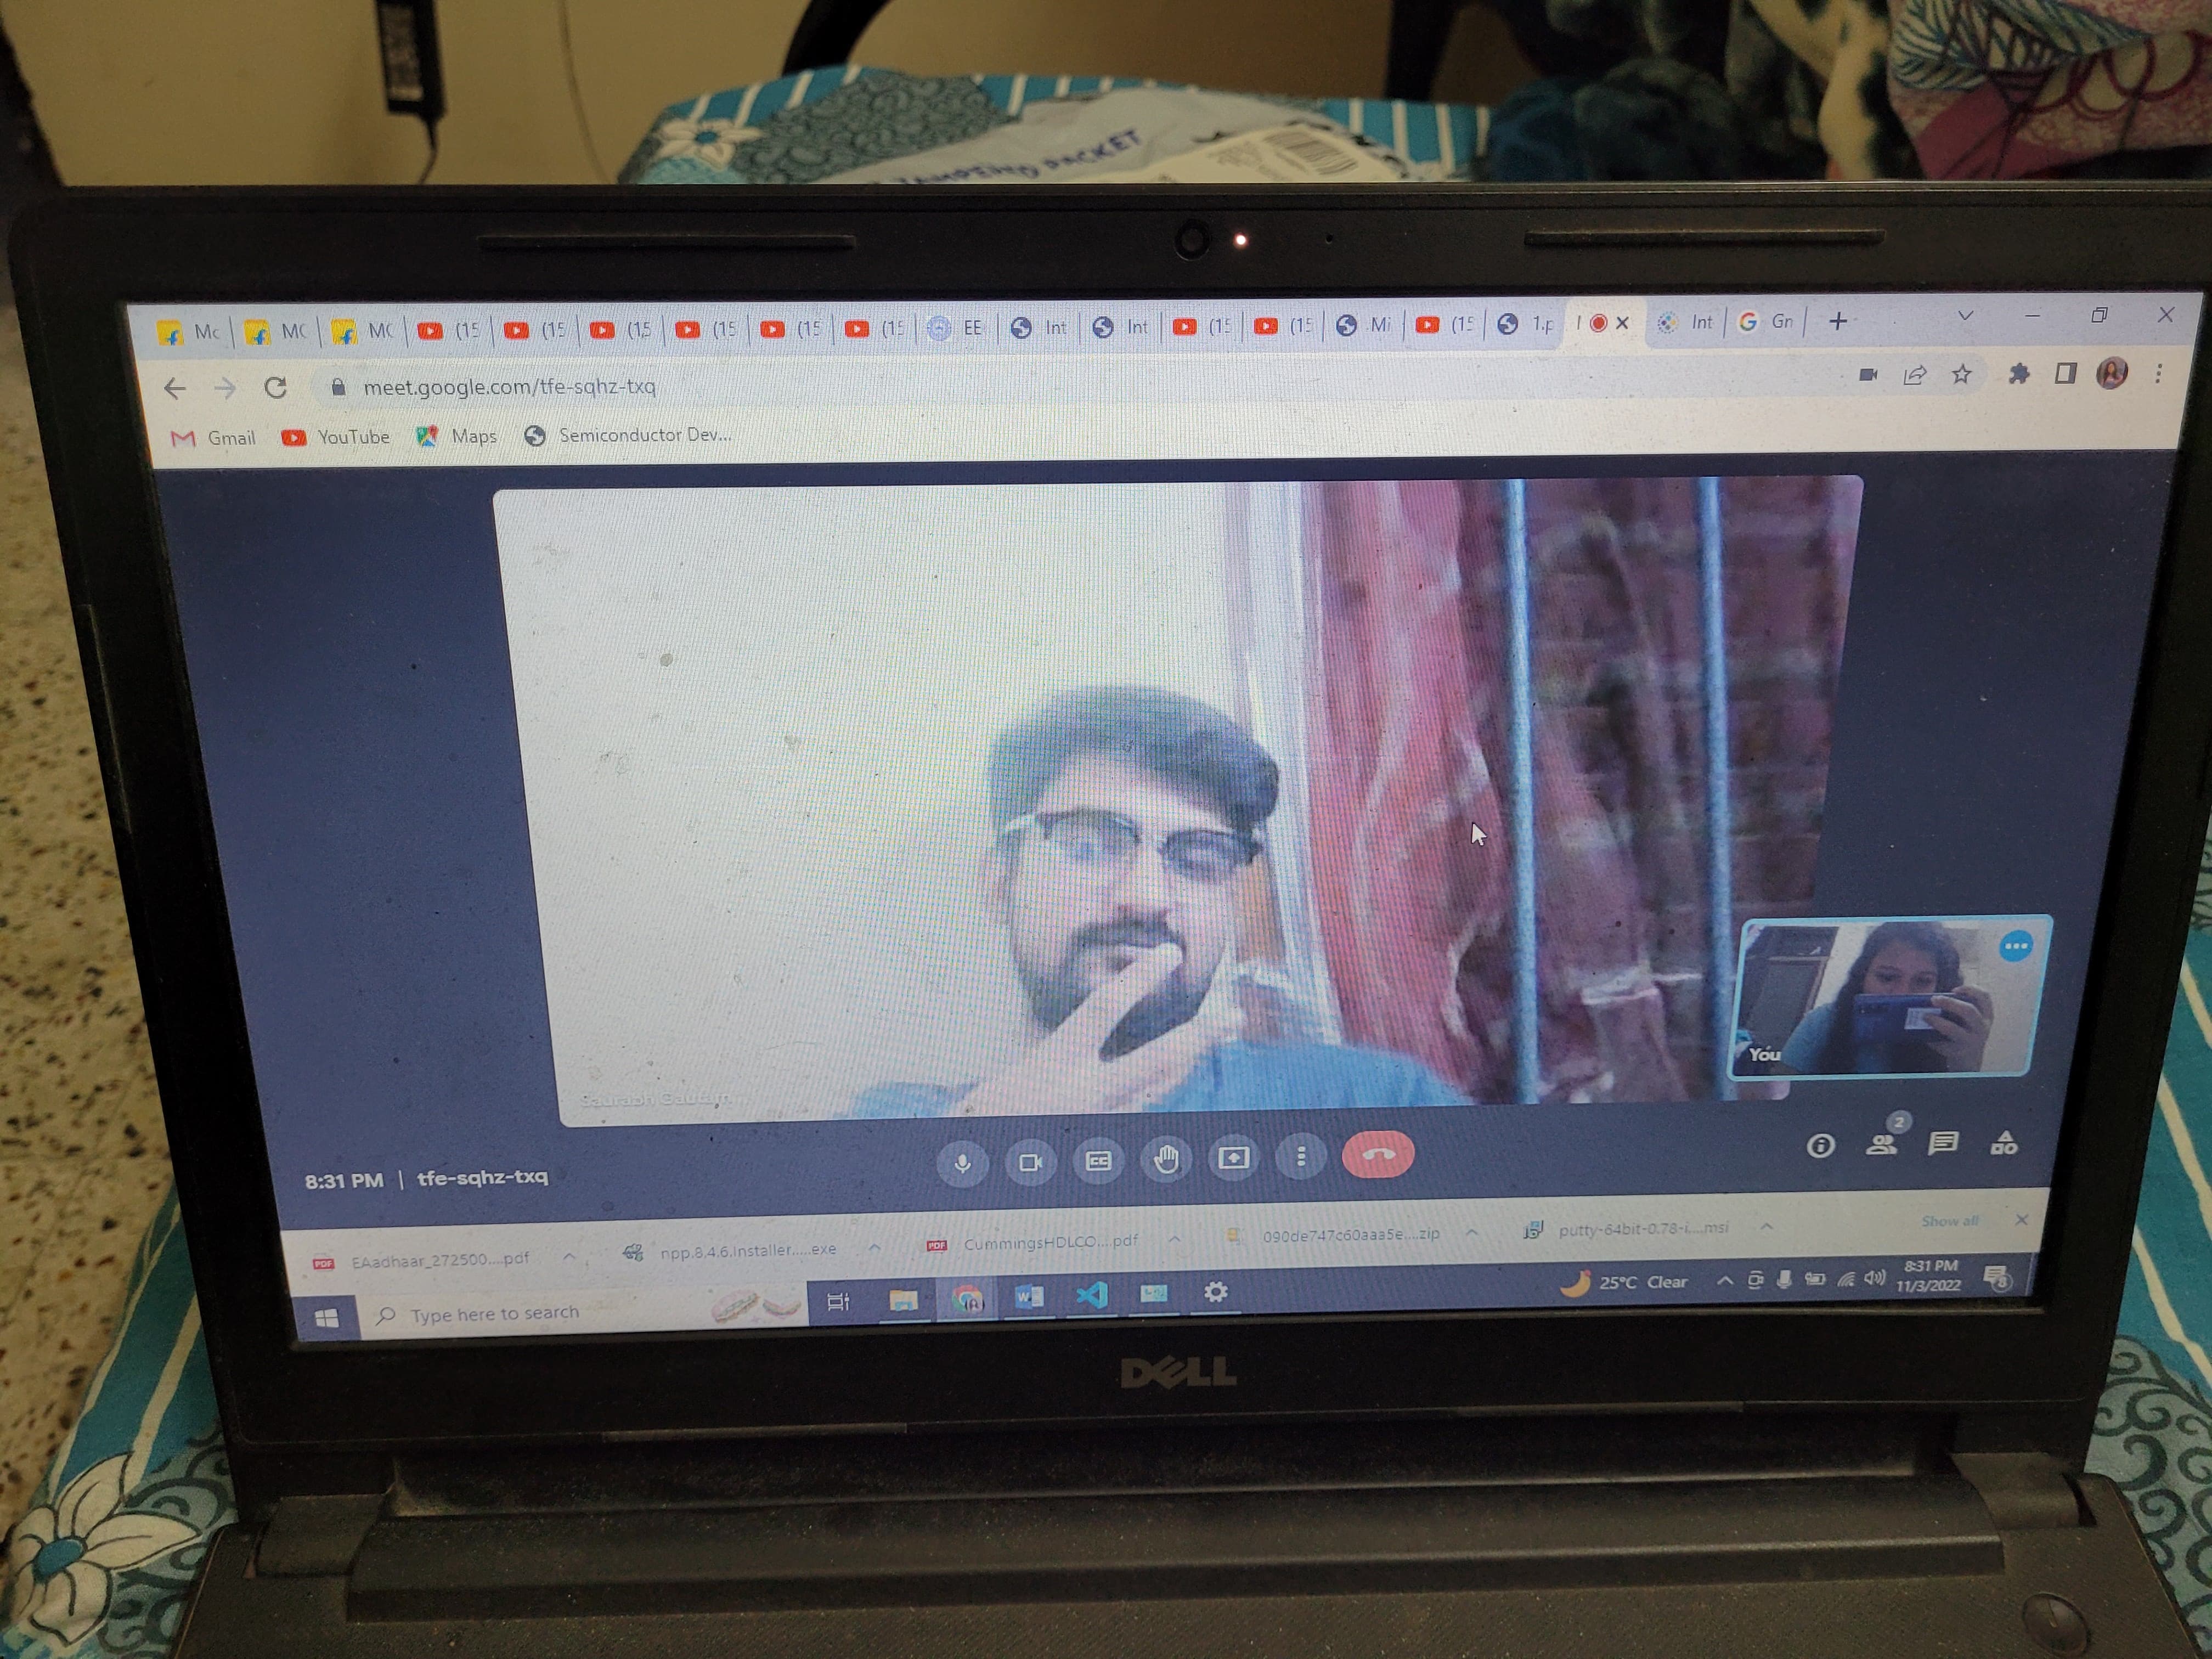 PACKET
Mc MC MC (15 (15 (15 (15 (15 (15 EE Int Int (15 (15 Mi (15 1.p Int Gn
meet.google.com/tfe-sqhz-txq
Gmail YouTube Maps Semiconductor Dev...
You
Saurabh Gautam
2
8:31 PM | tfe-sqhz-txq
EAadhaar_272500....pdf npp.8.4.6.Installer.....exe CummingsHDLCO....pdf 090de747c60aaa5e....zip putty-64bit-0.78-i....msi Show all
Type here to search
25°C Clear
8:31 PM
11/3/2022
8
DELL